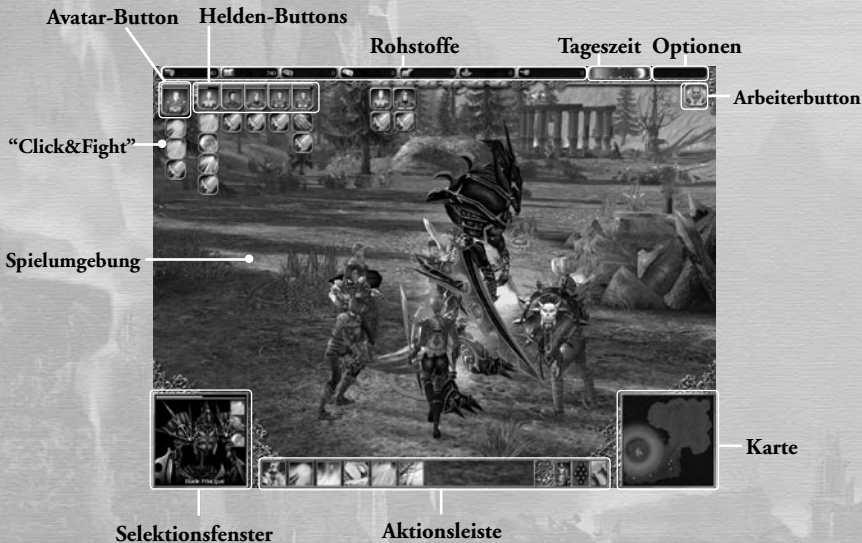 Avatar-Button Helden-Buttons
Rohstoffe Tageszeit Optionen
Arbeiterbutton
“Click&Fight”
Spielumgebung
Karte
Selektionsfenster Aktionsleiste